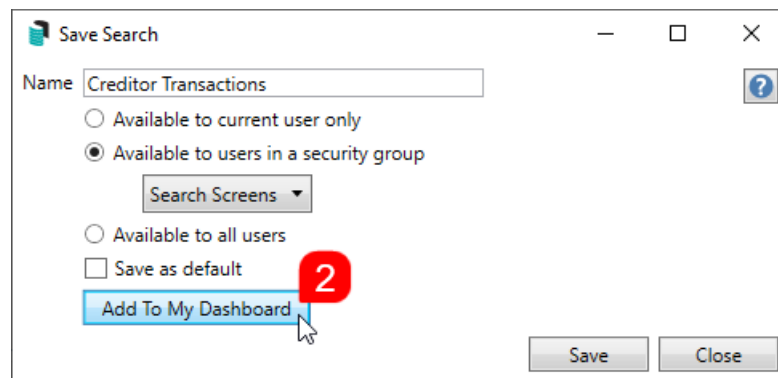 Save Search
Name Creditor Transactions
?
Available to current user only
Available to users in a security group
Search Screens
Available to all users
Save as default
2
Add To My Dashboard
Save Close